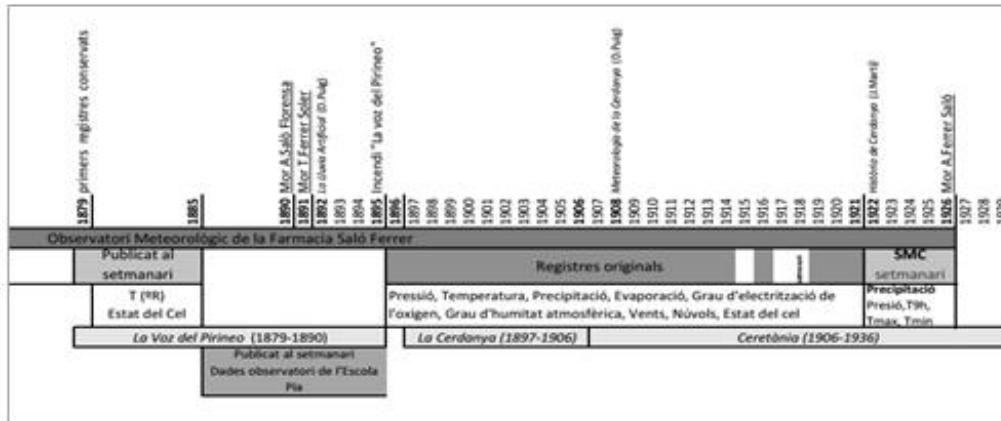 1879 primers registres conservats
1885
1890 Mor A.Saló Florensa
1891 Mor T.Ferrer Soler
1892 La Lluvia Artificial (D.Puig)
1893
1894
1895 Incendi "La voz del Pirineo"
1896
1897
1898
1899
1900
1901
1902
1903
1904
1905
1906
1907
1908 Meteorologia de la Cerdanya (D.Puig)
1909
1910
1911
1912
1913
1914
1915
1916
1917
1918
1919
1920
1921
1922 Història de Cerdanya (J.Martí)
1923
1924
1925
1926 Mor A.Ferrer Saló
1927
1928
Observatori Meteorològic de la Farmacia Saló Ferrer
Publicat al
setmanari
Registres originals
SMC
setmanari
T (ºR)
Estat del Cel
Pressió, Temperatura, Precipitació, Evaporació, Grau d'electrització de
l'oxigen, Grau d'humitat atmosfèrica, Vents, Núvols, Estat del cel
Precipitació
Presió,T9h,
Tmax, Tmin
La Voz del Pirineo (1879-1890)
La Cerdanya (1897-1906)
Ceretània (1906-1936)
Publicat al setmanari
Dades observatori de l'Escola
Pia